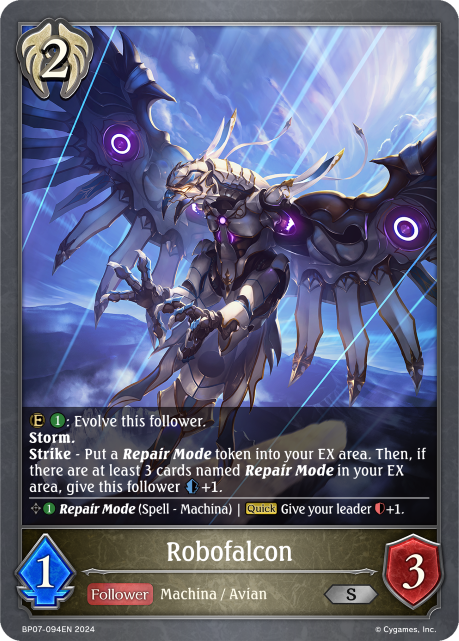 2
E 1: Evolve this follower.
Storm.
Strike - Put a Repair Mode token into your EX area. Then, if
there are at least 3 cards named Repair Mode in your EX
area, give this follower +1.
1 Repair Mode (Spell - Machina) | Quick Give your leader +1.
Robofalcon
1
Follower Machina / Avian
S
3
BP07-094EN 2024
© Cygames, Inc.